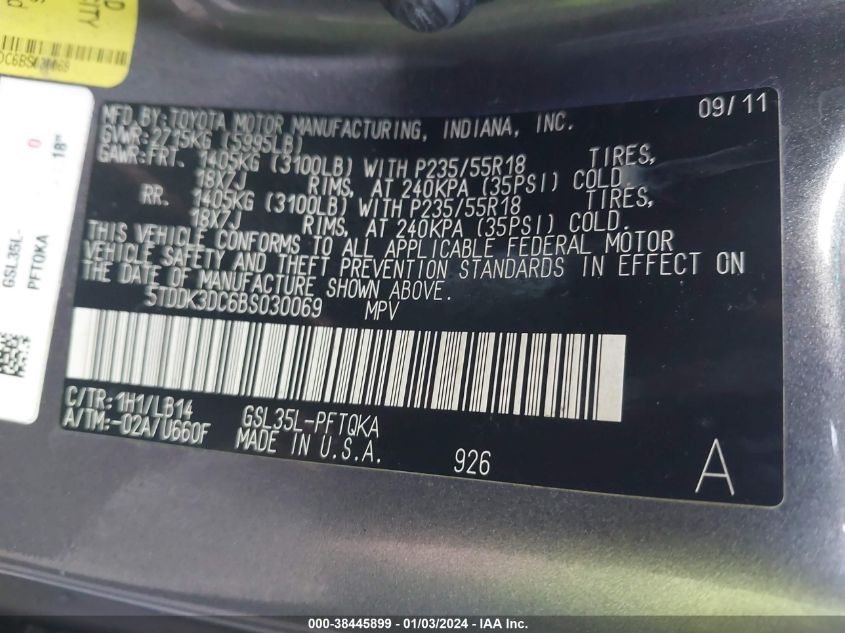 0
CITY
d
DC6BS030069
0
18"
GSL35L-
PFTQKA
MFD.BY:TOYOTA MOTOR MANUFACTURING, INDIANA, INC. 09/11
GVWR:2715KG (5995LB)
GAWR:FRT. 1405KG (3100LB) WITH P235/55R18 TIRES,
18X7J RIMS, AT 240KPA (35PSI) COLD
RR. 1405KG (3100LB) WITH P235/55R18 TIRES,
18X7J RIMS, AT 240KPA (35PSI) COLD.
THIS VEHICLE CONFORMS TO ALL APPLICABLE FEDERAL MOTOR
VEHICLE SAFETY AND THEFT PREVENTION STANDARDS IN EFFECT ON
THE DATE OF MANUFACTURE SHOWN ABOVE.
5TDDK3DC6BS030069 MPV
C/TR:1H1/LB14 GSL35L-PFTQKA
A/TM:-02A/U660F MADE IN U.S.A. 926 A
000-38445899 - 01/03/2024 - IAA Inc.